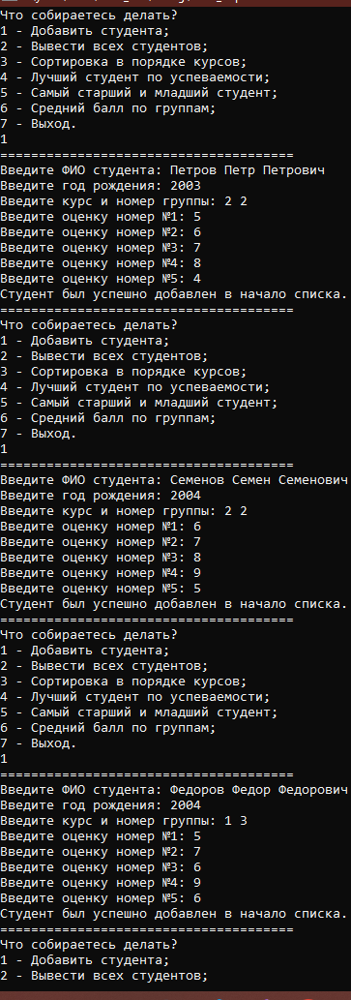 Что собираетесь делать?
1 - Добавить студента;
2 - Вывести всех студентов;
3 - Сортировка в порядке курсов;
4 - Лучший студент по успеваемости;
5 - Самый старший и младший студент;
6 - Средний балл по группам;
7 - Выход.
1
======================================
Введите ФИО студента: Петров Петр Петрович
Введите год рождения: 2003
Введите курс и номер группы: 2 2
Введите оценку номер №1: 5
Введите оценку номер №2: 6
Введите оценку номер №3: 7
Введите оценку номер №4: 8
Введите оценку номер №5: 4
Студент был успешно добавлен в начало списка.
======================================
Что собираетесь делать?
1 - Добавить студента;
2 - Вывести всех студентов;
3 - Сортировка в порядке курсов;
4 - Лучший студент по успеваемости;
5 - Самый старший и младший студент;
6 - Средний балл по группам;
7 - Выход.
1
======================================
Введите ФИО студента: Семенов Семен Семенович
Введите год рождения: 2004
Введите курс и номер группы: 2 2
Введите оценку номер №1: 6
Введите оценку номер №2: 7
Введите оценку номер №3: 8
Введите оценку номер №4: 9
Введите оценку номер №5: 5
Студент был успешно добавлен в начало списка.
======================================
Что собираетесь делать?
1 - Добавить студента;
2 - Вывести всех студентов;
3 - Сортировка в порядке курсов;
4 - Лучший студент по успеваемости;
5 - Самый старший и младший студент;
6 - Средний балл по группам;
7 - Выход.
1
======================================
Введите ФИО студента: Федоров Федор Федорович
Введите год рождения: 2004
Введите курс и номер группы: 1 3
Введите оценку номер №1: 5
Введите оценку номер №2: 7
Введите оценку номер №3: 6
Введите оценку номер №4: 9
Введите оценку номер №5: 6
Студент был успешно добавлен в начало списка.
======================================
Что собираетесь делать?
1 - Добавить студента;
2 - Вывести всех студентов;